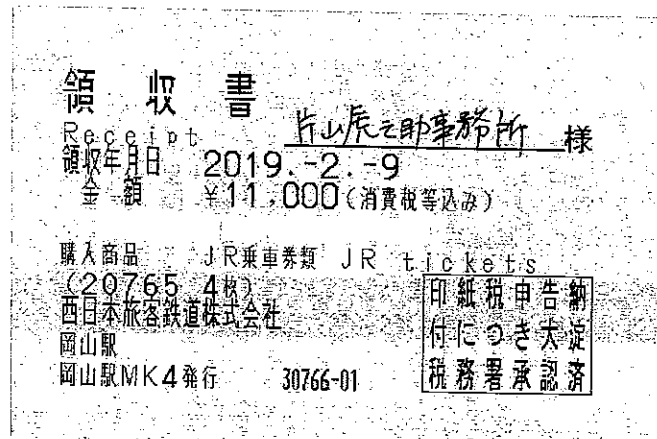 領収書
Receipt
片山虎之助事務所 様
領収年月日 2019.-2.-9
金額 ¥11,000(消費税等込み)
購入商品 JR乗車券類 JR tickets
(20765 4枚)
西日本旅客鉄道株式会社
岡山駅
岡山駅MK4発行 30766-01
印紙税申告納
付につき大淀
税務署承認済